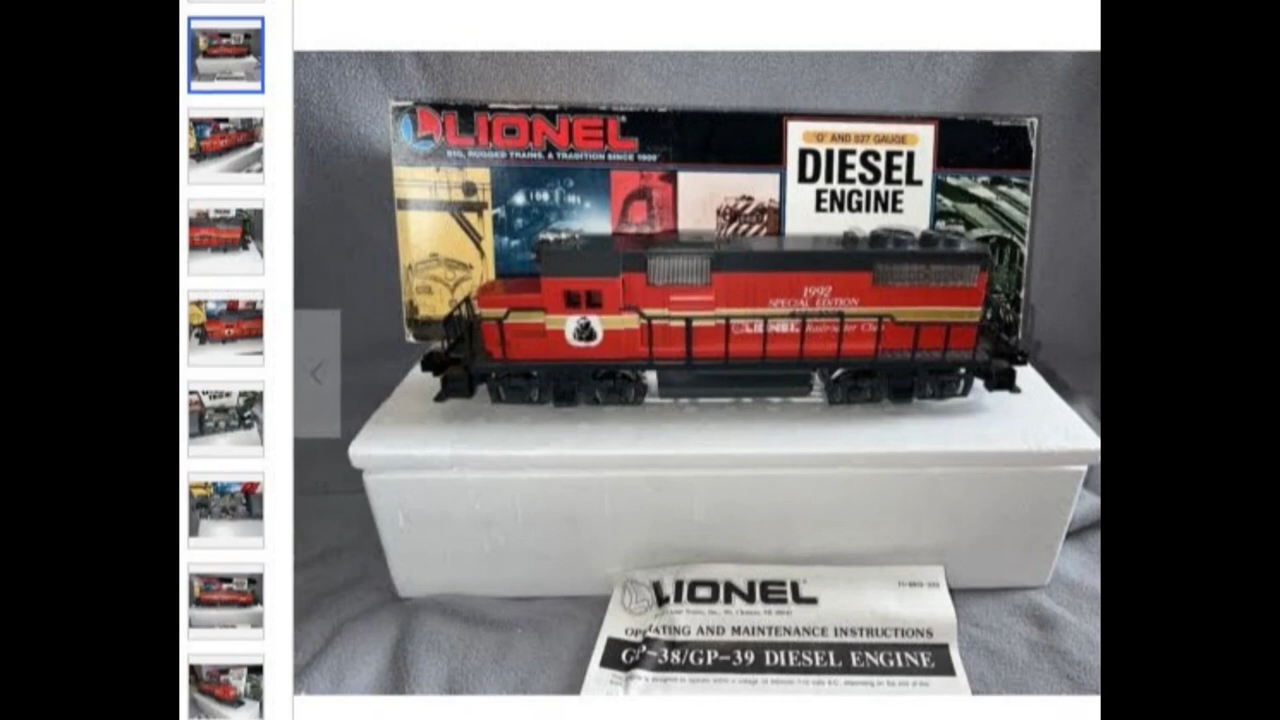 LIONEL
BIG, RUGGED TRAINS. A TRADITION SINCE 1900
"O" AND 027 GAUGE
DIESEL
ENGINE
1992
SPECIAL EDITION
LIONEL Railroader Club
LIONEL
OPERATING AND MAINTENANCE INSTRUCTIONS
GP-38/GP-39 DIESEL ENGINE